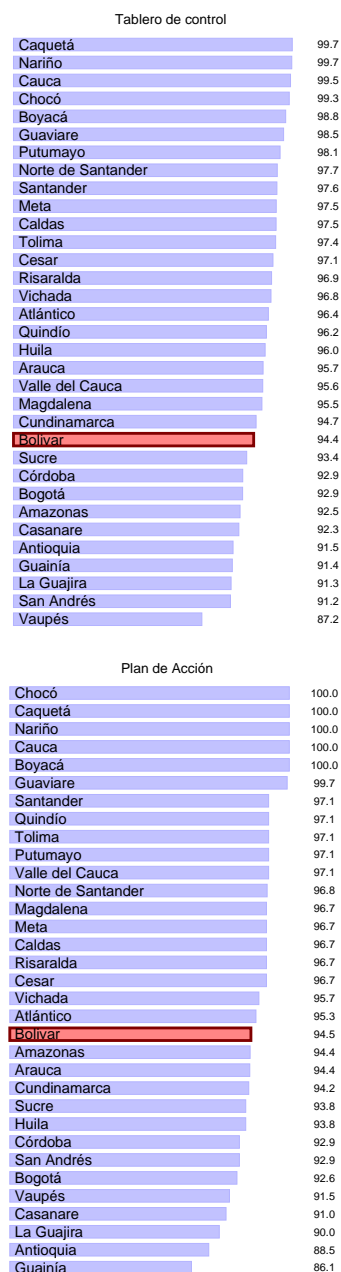 Tablero de control
Caquetá 99.7
Nariño 99.7
Cauca 99.5
Chocó 99.3
Boyacá 98.8
Guaviare 98.5
Putumayo 98.1
Norte de Santander 97.7
Santander 97.6
Meta 97.5
Caldas 97.5
Tolima 97.4
Cesar 97.1
Risaralda 96.9
Vichada 96.8
Atlántico 96.4
Quindío 96.2
Huila 96.0
Arauca 95.7
Valle del Cauca 95.6
Magdalena 95.5
Cundinamarca 94.7
Bolivar 94.4
Sucre 93.4
Córdoba 92.9
Bogotá 92.9
Amazonas 92.5
Casanare 92.3
Antioquia 91.5
Guainía 91.4
La Guajira 91.3
San Andrés 91.2
Vaupés 87.2
Plan de Acción
Chocó 100.0
Caquetá 100.0
Nariño 100.0
Cauca 100.0
Boyacá 100.0
Guaviare 99.7
Santander 97.1
Quindío 97.1
Tolima 97.1
Putumayo 97.1
Valle del Cauca 97.1
Norte de Santander 96.8
Magdalena 96.7
Meta 96.7
Caldas 96.7
Risaralda 96.7
Cesar 96.7
Vichada 95.7
Atlántico 95.3
Bolivar 94.5
Amazonas 94.4
Arauca 94.4
Cundinamarca 94.2
Sucre 93.8
Huila 93.8
Córdoba 92.9
San Andrés 92.9
Bogotá 92.6
Vaupés 91.5
Casanare 91.0
La Guajira 90.0
Antioquia 88.5
Guainía 86.1